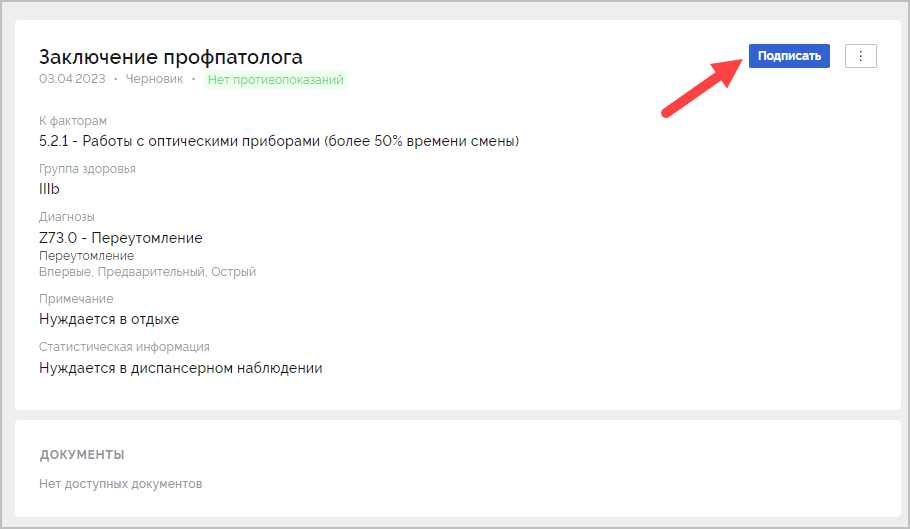 Заключение профпатолога
Подписать
03.04.2023 • Черновик • Нет противопоказаний
К факторам
5.2.1 - Работы с оптическими приборами (более 50% времени смены)
Группа здоровья
IIIb
Диагнозы
Z73.0 - Переутомление
Переутомление
Впервые, Предварительный, Острый
Примечание
Нуждается в отдыхе
Статистическая информация
Нуждается в диспансерном наблюдении
ДОКУМЕНТЫ
Нет доступных документов